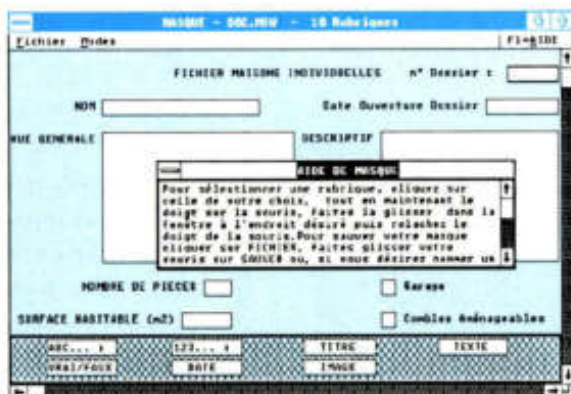 MASQUE - DOC.MSW - 10 Rubriques
Fichier Modes F1=AIDE
FICHIER MAISONS INDIVIDUELLES n° Dossier :
NOM Date Ouverture Dossier
VUE GENERALE DESCRIPTIF
AIDE DE MASQUE
Pour sélectionner une rubrique, cliquez sur
celle de votre choix, tout en maintenant le
doigt sur la souris, faites la glisser dans la
fenêtre à l'endroit désiré puis relachez le
doigt de la souris.Pour sauver votre masque
cliquer sur FICHIER, faites glisser votre
souris sur SAUVER ou, si vous désirez nommer un
NOMBRE DE PIECES Garage
SURFACE HABITABLE (m2) Combles Aménageables
ABC... : 123... : TITRE TEXTE
VRAI/FAUX DATE IMAGE